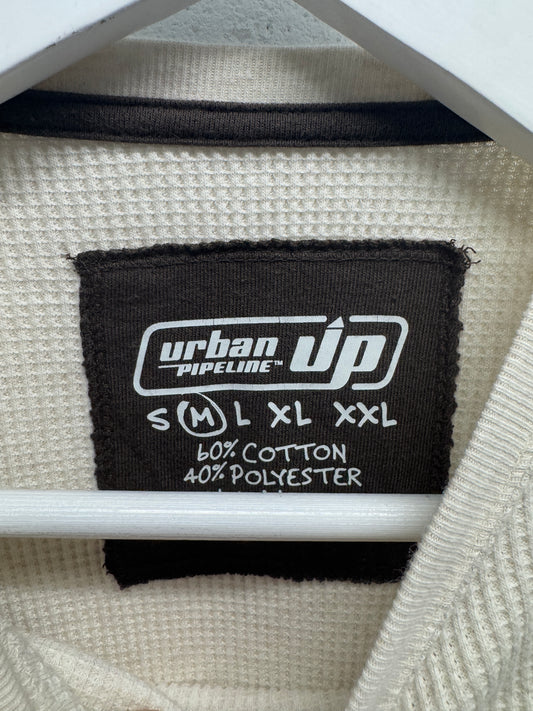 urban UP
PIPELINE™
S M L XL XXL
60% COTTON
40% POLYESTER